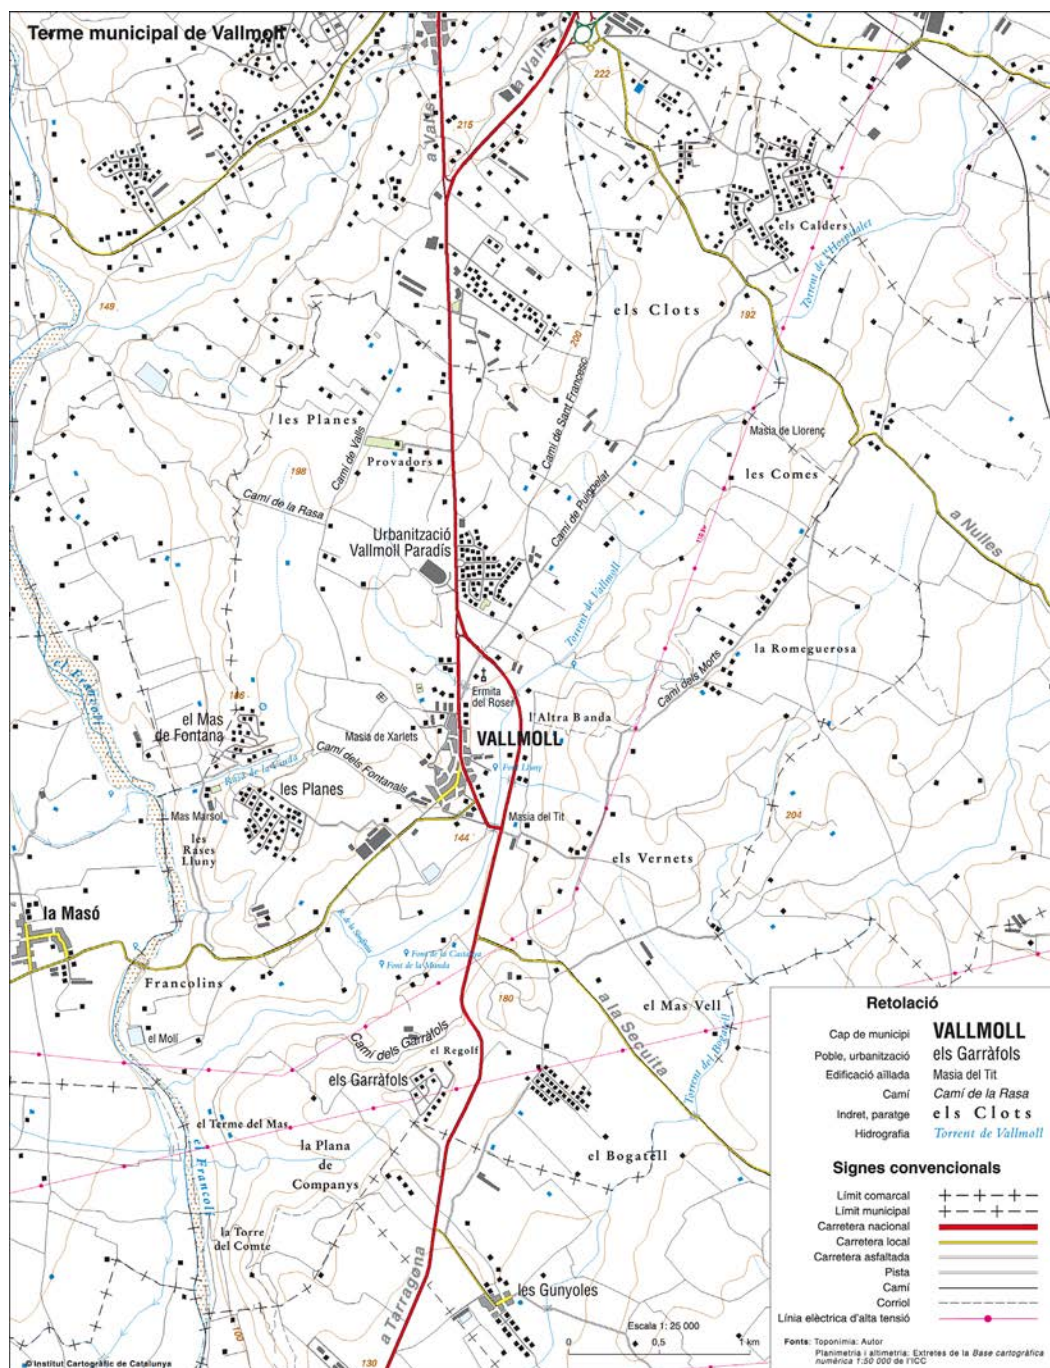 Terme municipal de Vallmoll
a Valls
a Valls
222
215
els Calders
Torrent de l'Hospitalet
149
els Clots
192
200
Camí de Sant Francesc
les Planes
Camí de Valls
Masia de Llorenç
Provadors
198
Camí de la Rasa
les Comes
Camí de Puigpelat
a Nulles
Urbanització
Vallmoll Paradís
Torrent de Vallmoll
la Romeguerosa
el Francolí
Camí dels Morts
Ermita
del Roser
el Mas
de Fontana
l'Altra Banda
Masia de Xarlets
VALLMOLL
Font Lluny
Camí dels Fontanals
les Planes
Mas Marsol
les
Rases
Lluny
144
Masia del Tit
204
els Vernets
la Masó
Font de la Castanya
Font de la Manda
Francolins
180
a la Secuita
el Mas Vell
el Molí
Camí dels Garràfols
el Regolf
Torrent del Bogatell
els Garràfols
el Terme del Mas
la Plana
de
Companys
el Francolí
el Bogatell
la Torre
del Comte
a Tarragona
les Gunyoles
100
130
Escala 1: 25 000
0 0,5 1 km
© Institut Cartogràfic de Catalunya
Retolació
Cap de municipi VALLMOLL
Poble, urbanització els Garràfols
Edificació aïllada Masia del Tit
Camí Camí de la Rasa
Indret, paratge els Clots
Hidrografia Torrent de Vallmoll
Signes convencionals
Límit comarcal
Límit municipal
Carretera nacional
Carretera local
Carretera asfaltada
Pista
Camí
Corriol
Línia elèctrica d'alta tensió
Fonts: Toponímia: Autor
Planimetria i altimetria: Extretes de la Base cartogràfica
numèrica 1:50 000 de l'ICC